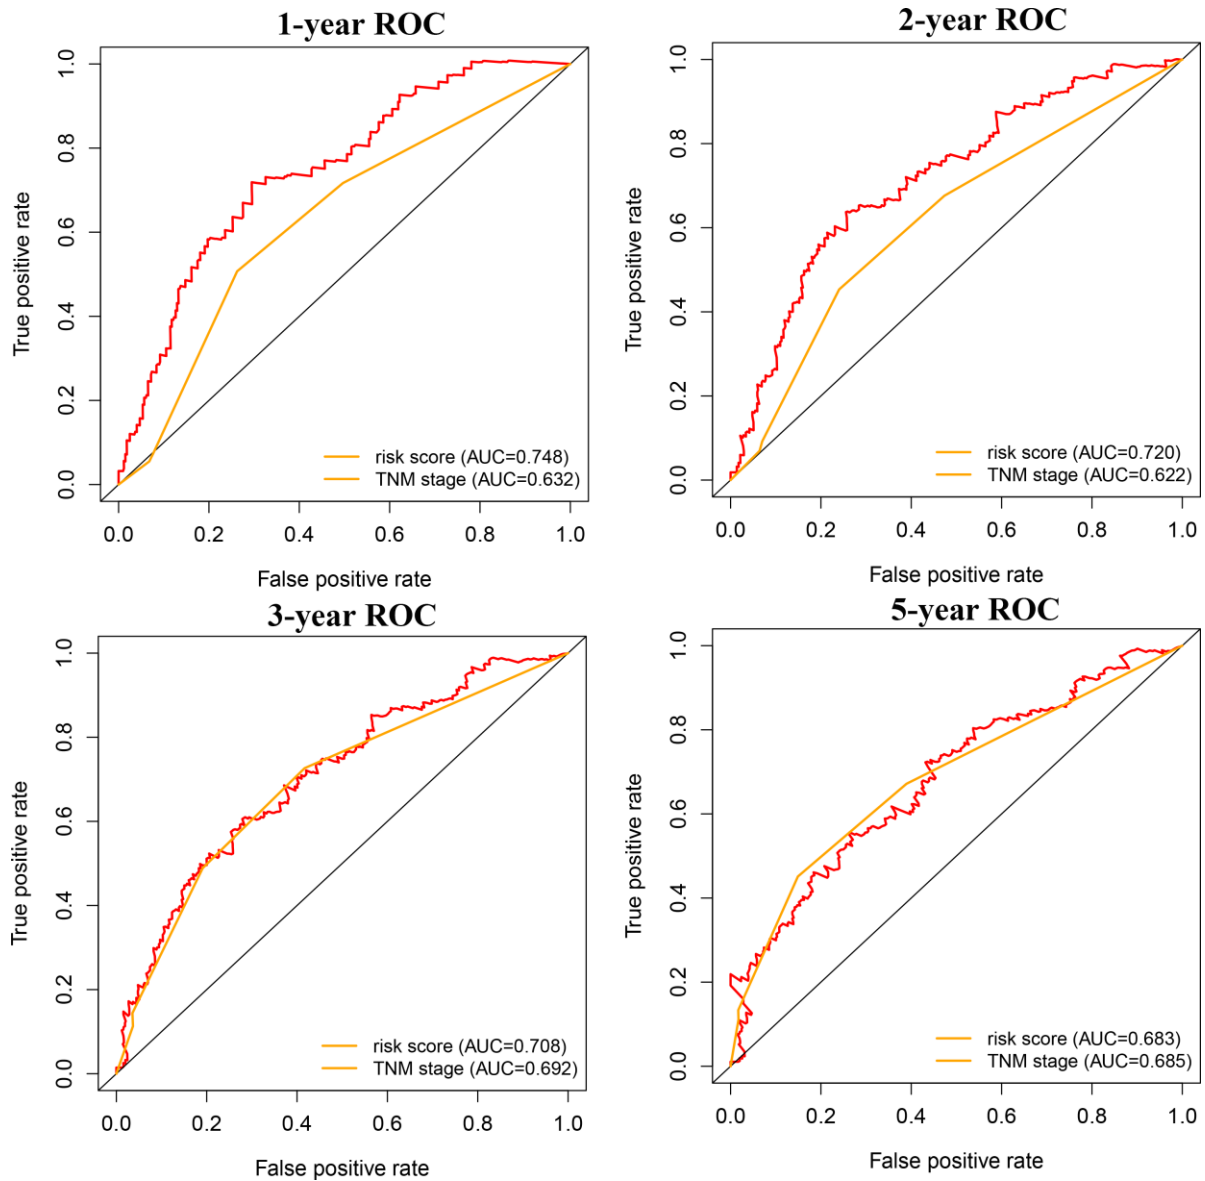 1-year ROC
True positive rate
1.0
0.8
0.6
0.4
0.2
0.0
risk score (AUC=0.748)
TNM stage (AUC=0.632)
0.0 0.2 0.4 0.6 0.8 1.0
False positive rate
2-year ROC
True positive rate
1.0
0.8
0.6
0.4
0.2
0.0
risk score (AUC=0.720)
TNM stage (AUC=0.622)
0.0 0.2 0.4 0.6 0.8 1.0
False positive rate
3-year ROC
True positive rate
1.0
0.8
0.6
0.4
0.2
0.0
risk score (AUC=0.708)
TNM stage (AUC=0.692)
0.0 0.2 0.4 0.6 0.8 1.0
False positive rate
5-year ROC
True positive rate
1.0
0.8
0.6
0.4
0.2
0.0
risk score (AUC=0.683)
TNM stage (AUC=0.685)
0.0 0.2 0.4 0.6 0.8 1.0
False positive rate